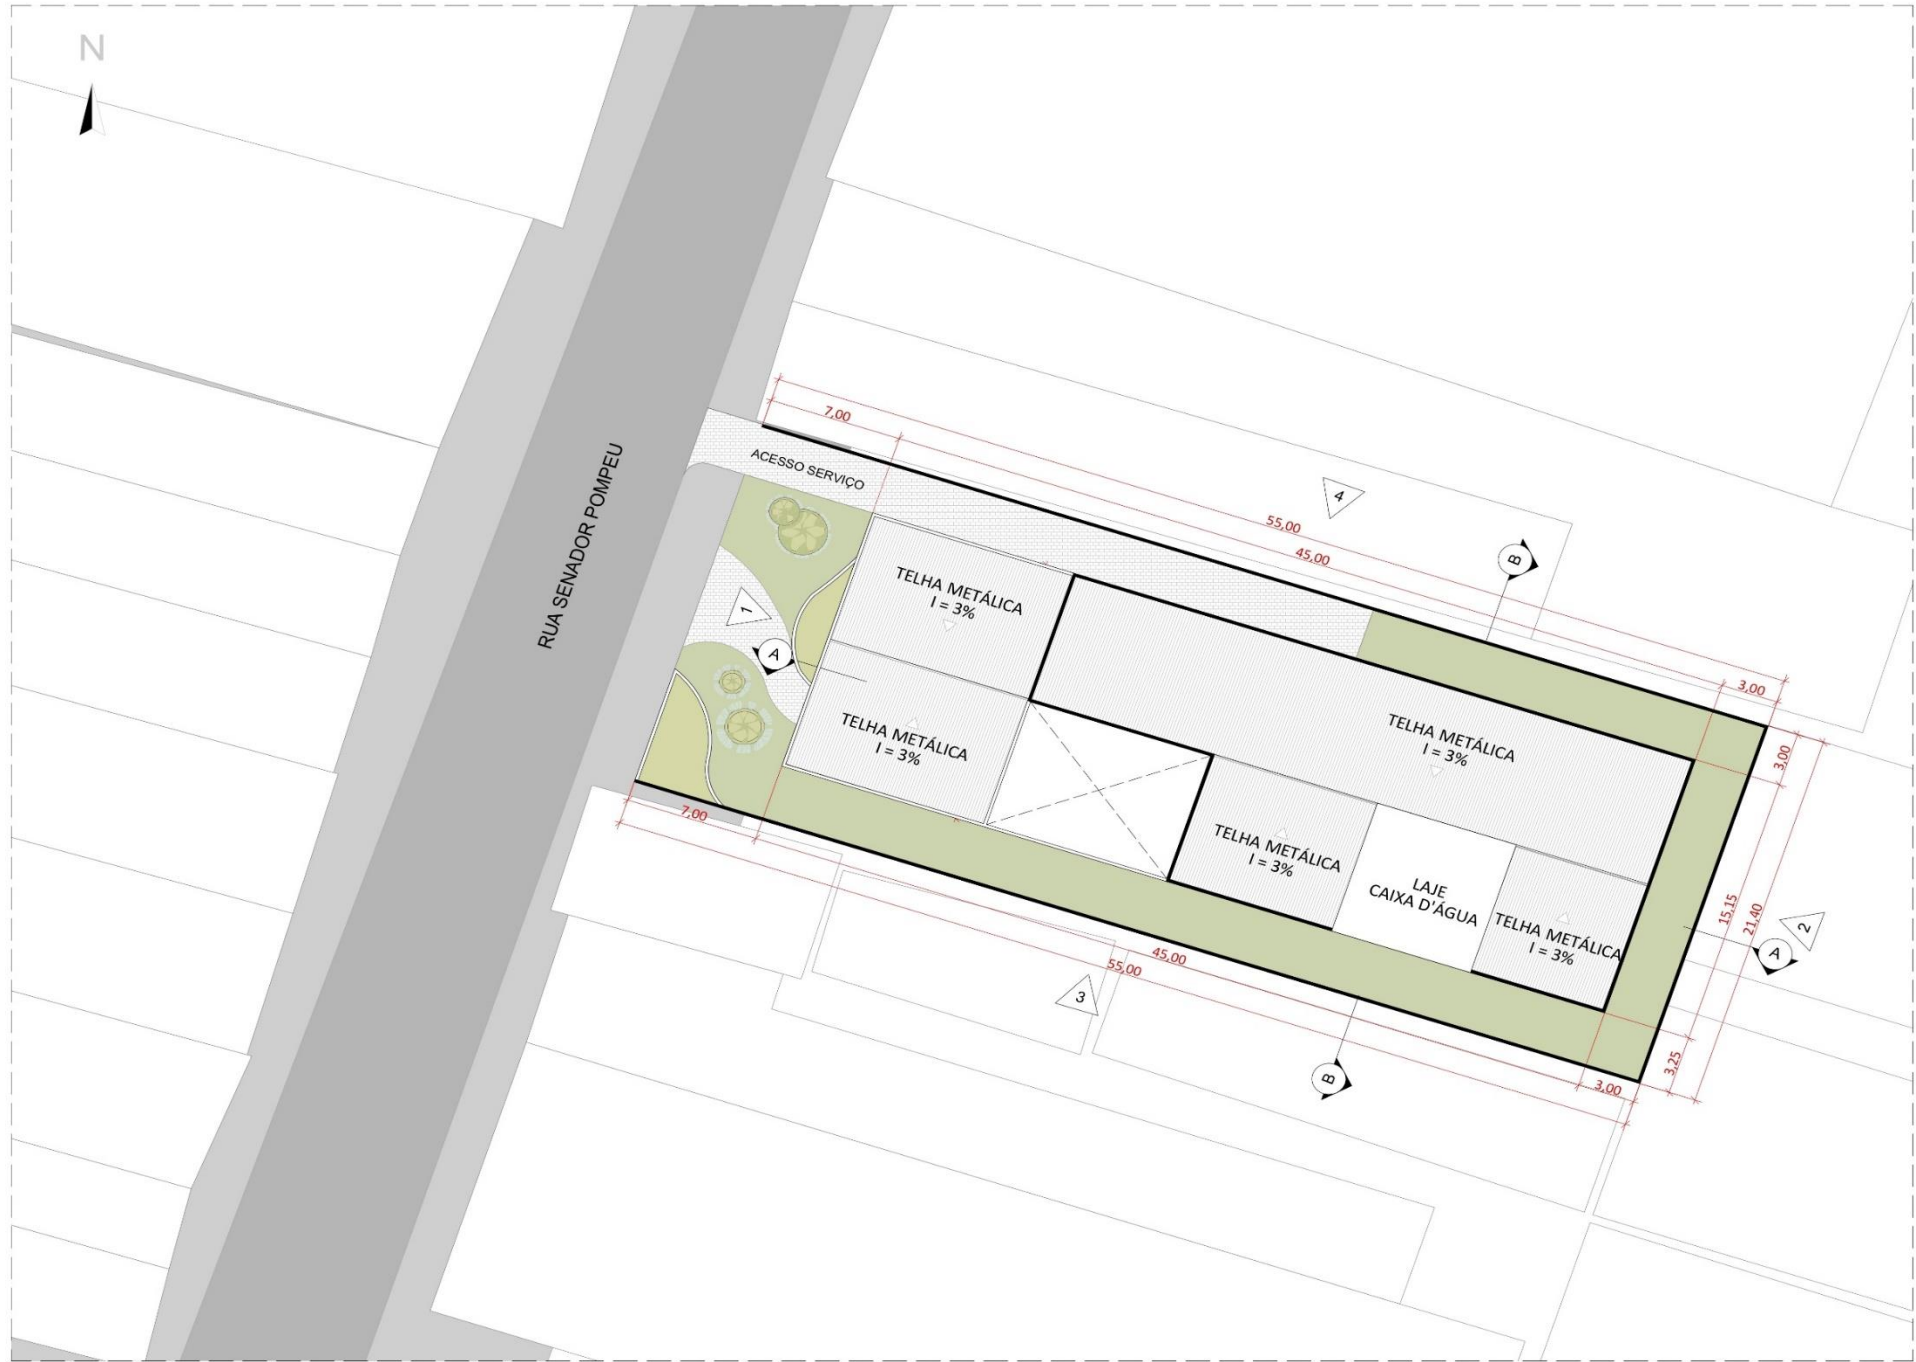 N
RUA SENADOR POMPEU
ACESSO SERVIÇO
7,00
55,00
45,00
3,00
4
B
TELHA METÁLICA
I = 3%
1
A
TELHA METÁLICA
I = 3%
TELHA METÁLICA
I = 3%
3,00
7,00
TELHA METÁLICA
I = 3%
LAJE
CAIXA D'ÁGUA
TELHA METÁLICA
I = 3%
15,15
21,40
2
A
45,00
55,00
3
B
3,25
3,00